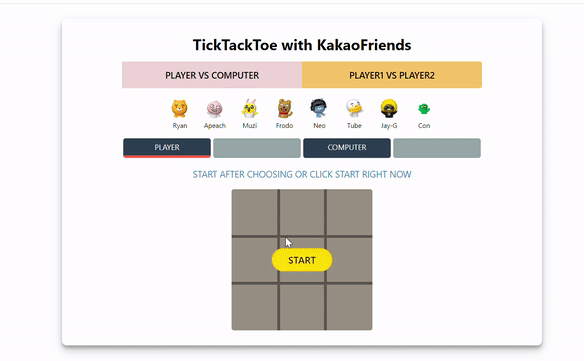 TickTackToe with KakaoFriends
PLAYER VS COMPUTER PLAYER1 VS PLAYER2
Ryan Apeach Muzi Frodo Neo Tube Jay-G Con
PLAYER COMPUTER
START AFTER CHOOSING OR CLICK START RIGHT NOW
START